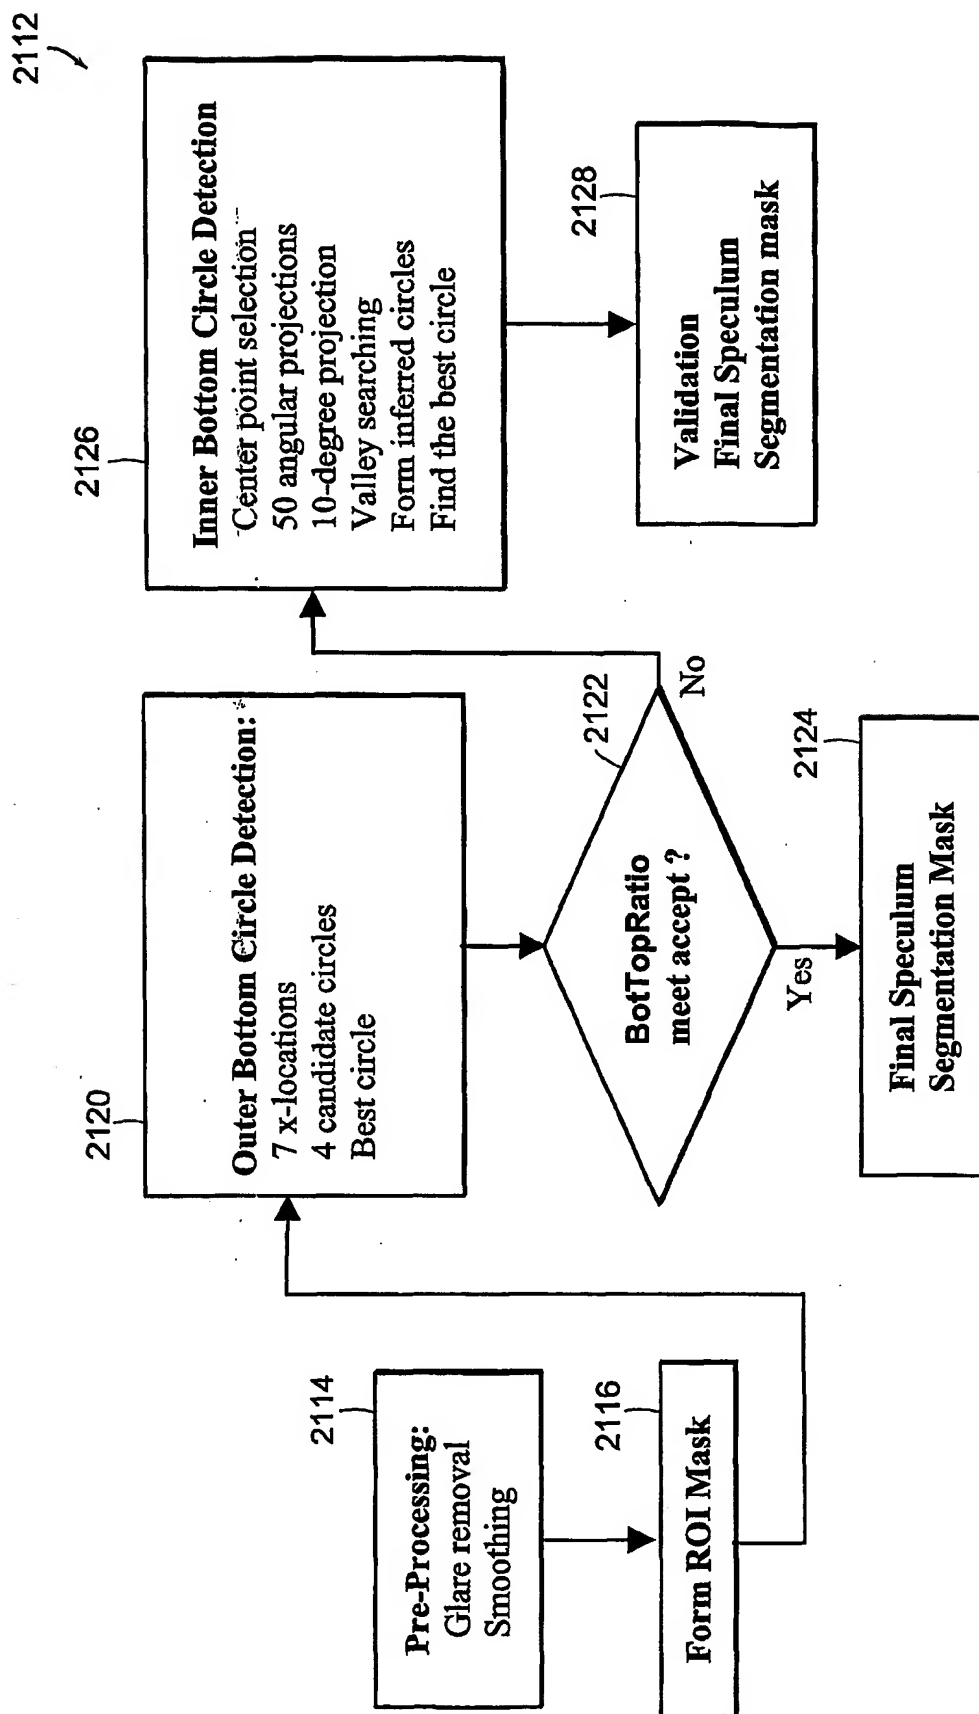 2112
2114
Pre-Processing:
Glare removal
Smoothing
2116
Form ROI Mask
2120
Outer Bottom Circle Detection:
7 x-locations
4 candidate circles
Best circle
2122
BotTopRatio
meet accept ?
Yes
No
2124
Final Speculum
Segmentation Mask
2126
Inner Bottom Circle Detection
Center point selection
50 angular projections
10-degree projection
Valley searching
Form inferred circles
Find the best circle
2128
Validation
Final Speculum
Segmentation mask